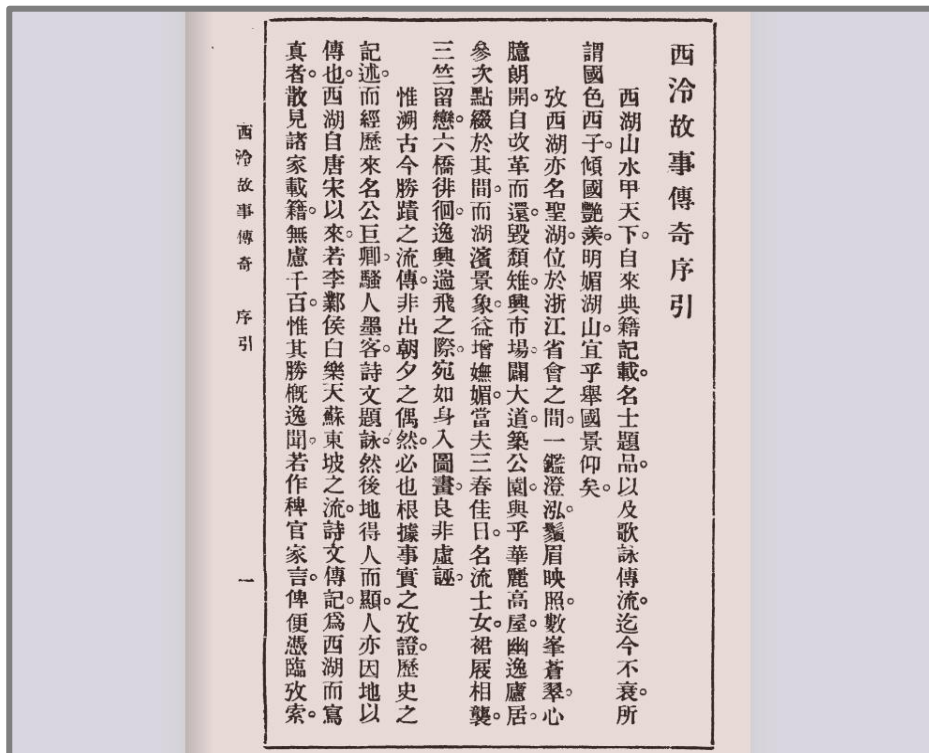 西泠故事傳奇序引
西湖山水甲天下。自來典籍記載。名士題品。以及歌詠傳流。迄今不衰。所
謂國色西子。傾國艷羨。明媚湖山。宜乎舉國景仰矣。
攷西湖亦名聖湖。位於浙江省會之間。一鑑澄泓。鬚眉映照。數峯蒼翠。心
臆朗開。自改革而還。毀頹雉。興市場。闢大道。築公園。與乎華麗高屋。幽逸廬居。
參次點綴於其間。而湖濱景象。益增嫵媚。當夫三春佳日。名流士女。裙屐相襲。
三竺留戀。六橋徘徊。逸興遄飛之際。宛如身入圖畫。良非虛誣。
惟溯古今勝蹟之流傳。非出朝夕之偶然。必也根據事實之攷證。歷史之
記述。而經歷來名公巨卿。騷人墨客。詩文題詠。然後地得人而顯。人亦因地以
傳也。西湖自唐宋以來。若李鄴侯白樂天蘇東坡之流。詩文傳記。爲西湖而寫
真者。散見諸家載籍。無慮千百。惟其勝概逸聞。若作稗官家言。俾便憑臨攷索。
西泠故事傳奇 序引 一